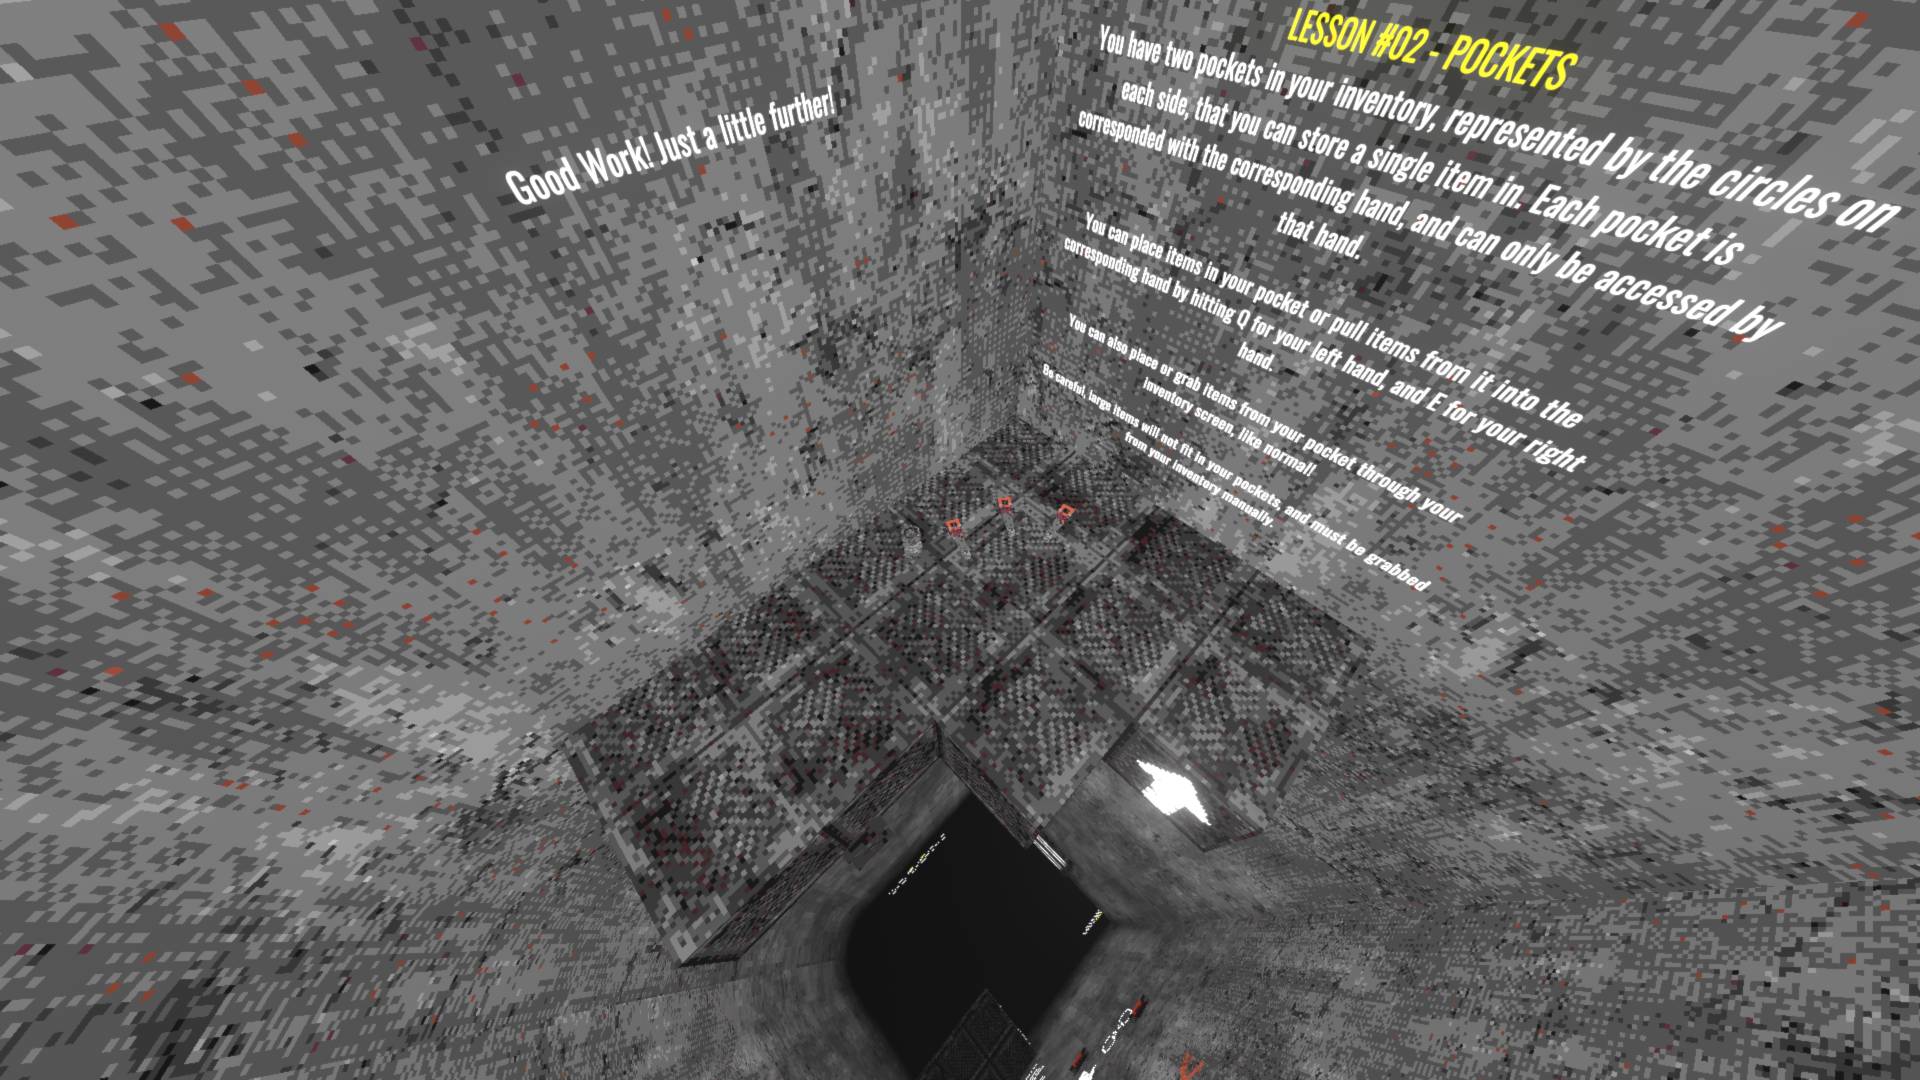 Good Work! Just a little further!
LESSON #02 - POCKETS
You have two pockets in your inventory, represented by the circles on
each side, that you can store a single item in. Each pocket is
corresponded with the corresponding hand, and can only be accessed by
that hand.
You can place items in your pocket or pull items from it into the
corresponding hand by hitting Q for your left hand, and E for your right
hand.
You can also place or grab items from your pocket through your
inventory screen, like normal!
Be careful, large items will not fit in your pockets, and must be grabbed
from your inventory manually.